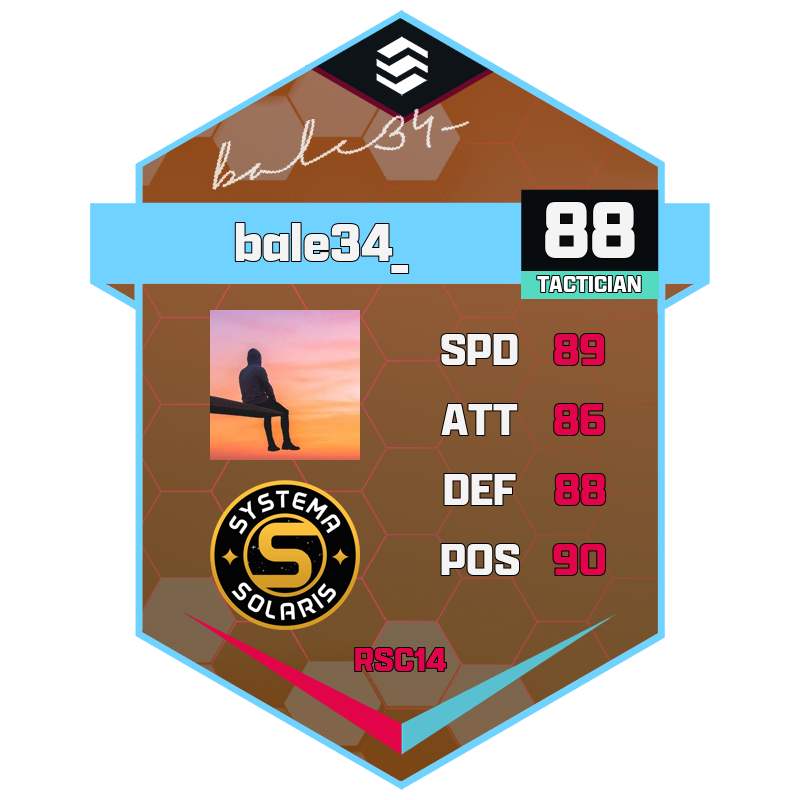 bale34_
bale34_
88
TACTICIAN
SPD 89
ATT 86
DEF 88
POS 90
SYSTEMA
S
SOLARIS
RSC14